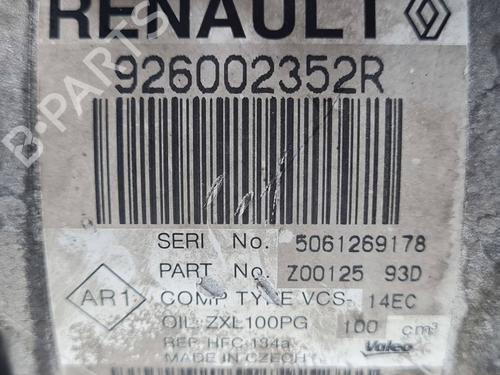 RENAULT
926002352R
SERI No. 5061269178
PART No. Z00125 93D
AR1
COMP TYPE VCS- 14EC
OIL: ZXL100PG 100 cm³
REF. HFC-134a
MADE IN CZECH
Valeo
B-Parts